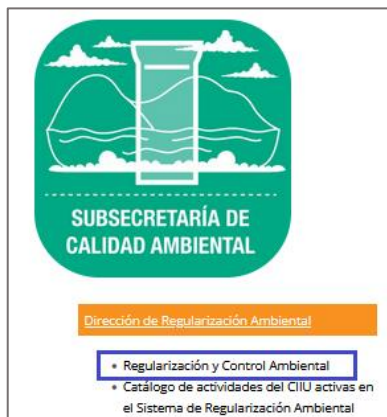 SUBSECRETARÍA DE
CALIDAD AMBIENTAL
Dirección de Regularización Ambiental
• Regularización y Control Ambiental
• Catálogo de actividades del CIIU activas en
el Sistema de Regularización Ambiental